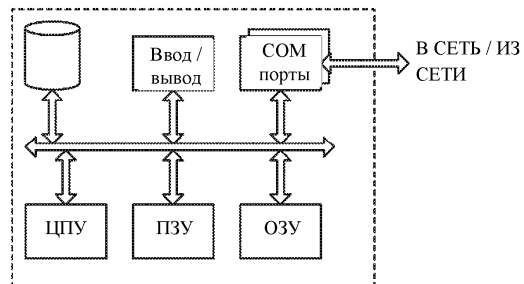 Ввод /
вывод
COM
порты
В СЕТЬ / ИЗ
СЕТИ
ЦПУ
ПЗУ
ОЗУ